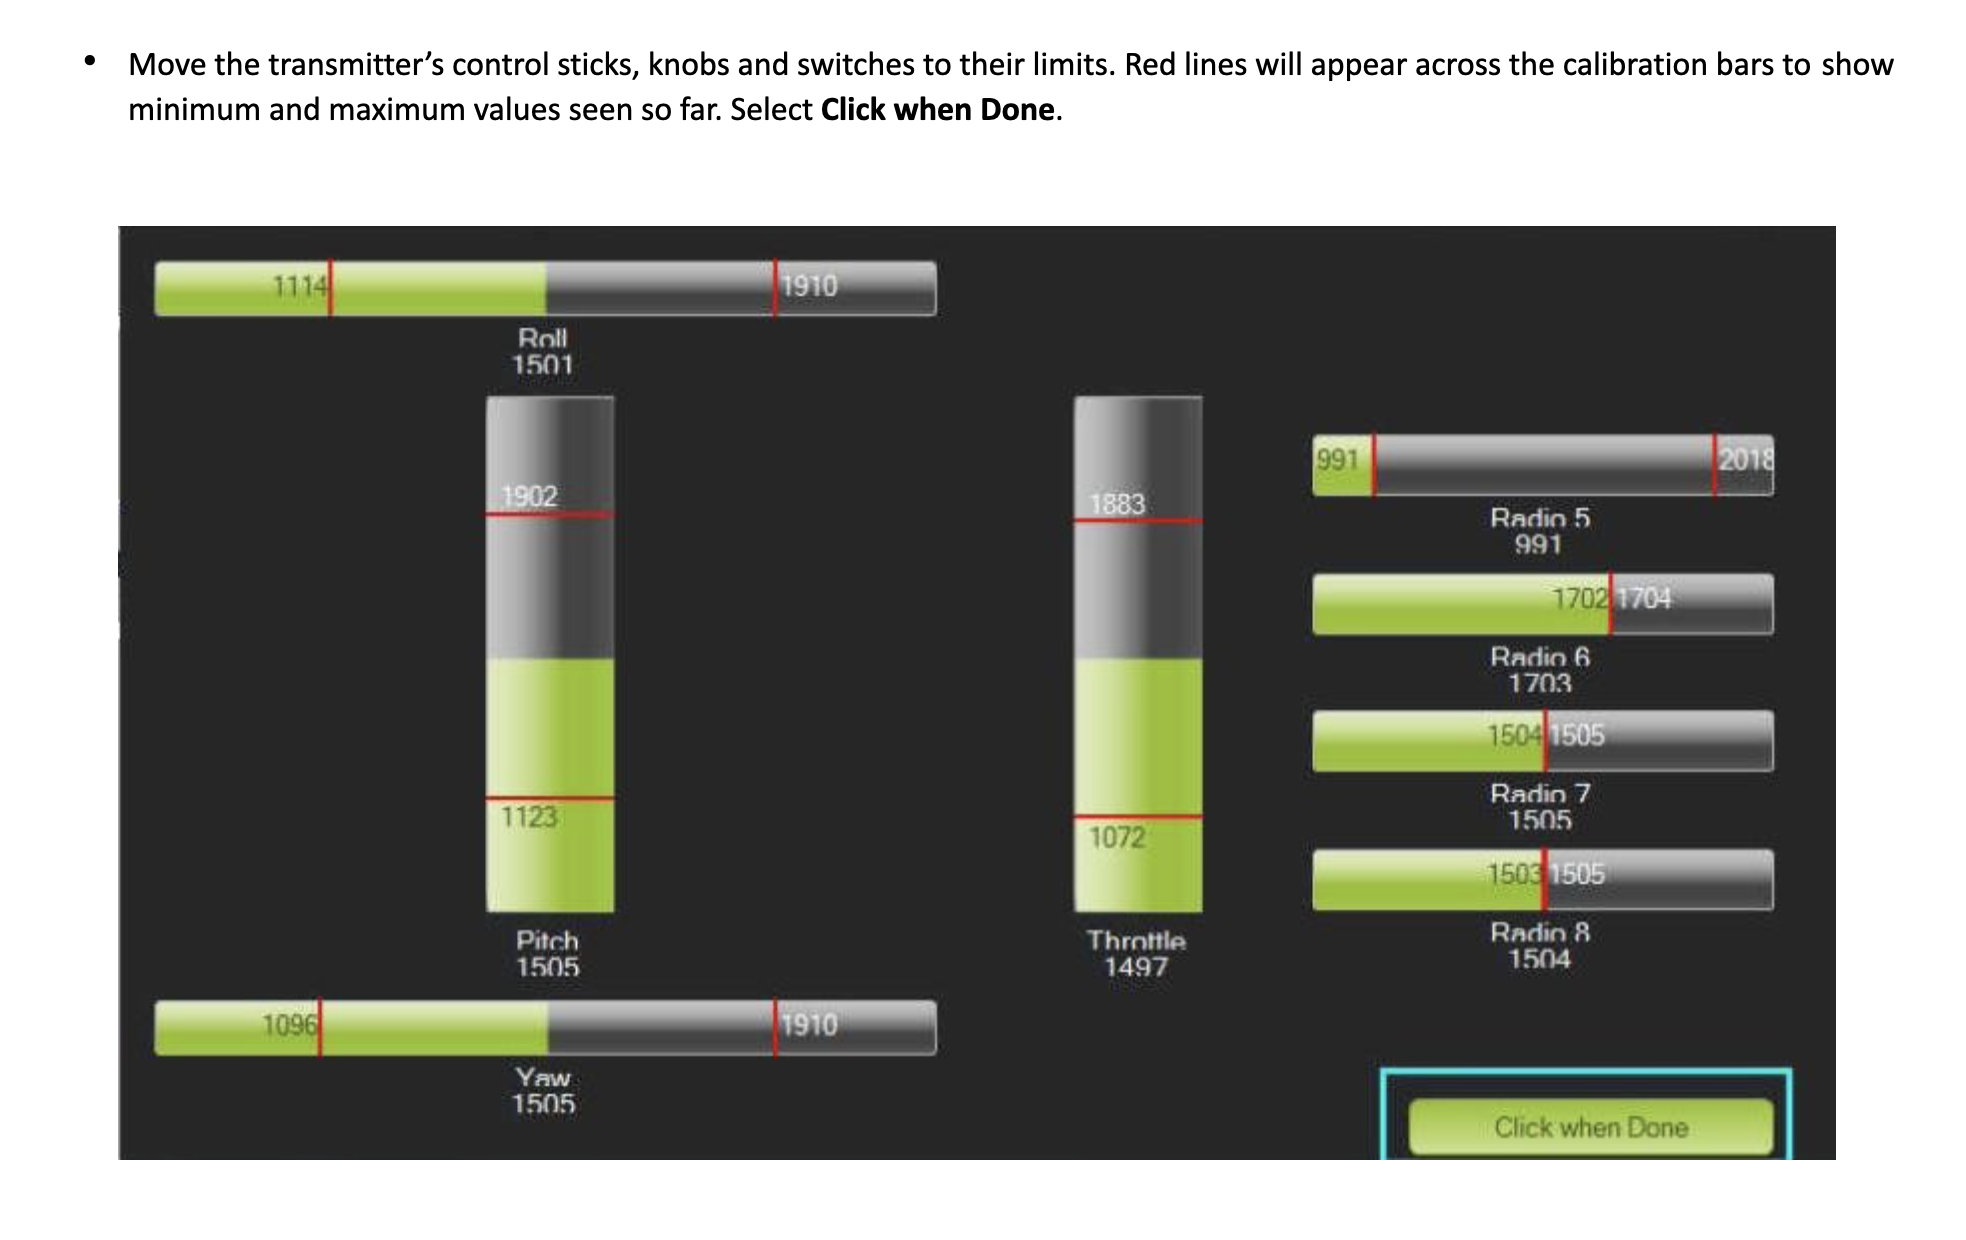 • Move the transmitter’s control sticks, knobs and switches to their limits. Red lines will appear across the calibration bars to show
minimum and maximum values seen so far. Select Click when Done.
1114 1910
Roll
1501
1902
1123
Pitch
1505
1883
1072
Throttle
1497
991 2018
Radio 5
991
1702 1704
Radio 6
1703
1504 1505
Radio 7
1505
1503 1505
Radio 8
1504
1096 1910
Yaw
1505
Click when Done